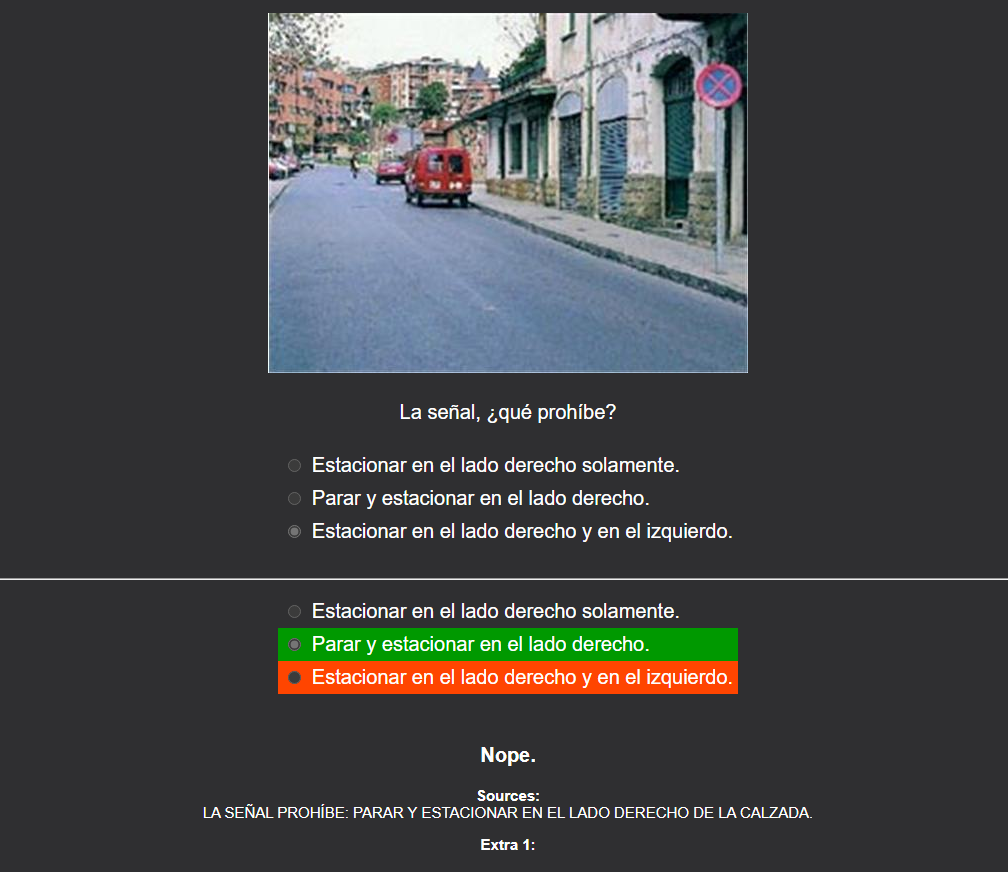 La señal, ¿qué prohíbe?
Estacionar en el lado derecho solamente.
Parar y estacionar en el lado derecho.
Estacionar en el lado derecho y en el izquierdo.
Estacionar en el lado derecho solamente.
Parar y estacionar en el lado derecho.
Estacionar en el lado derecho y en el izquierdo.
Nope.
Sources:
LA SEÑAL PROHÍBE: PARAR Y ESTACIONAR EN EL LADO DERECHO DE LA CALZADA.
Extra 1: